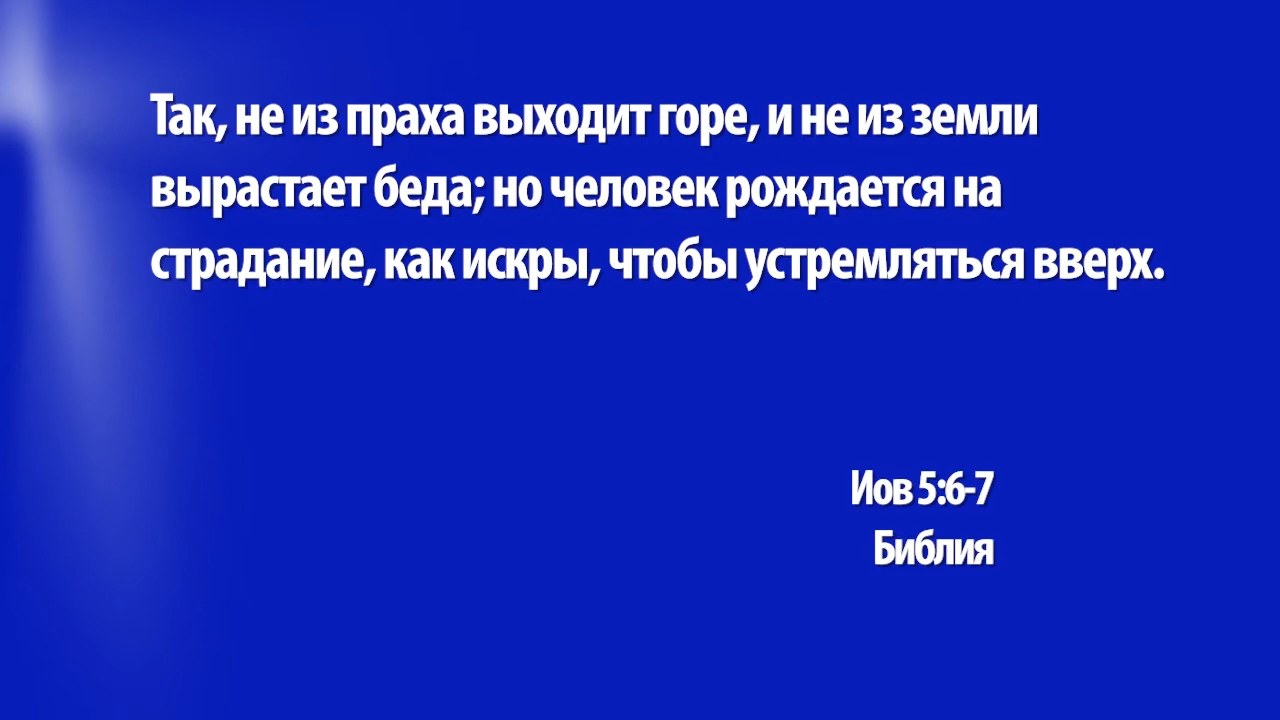 Так, не из праха выходит горе, и не из земли
вырастает беда; но человек рождается на
страдание, как искры, чтобы устремляться вверх.
Иов 5:6-7
Библия